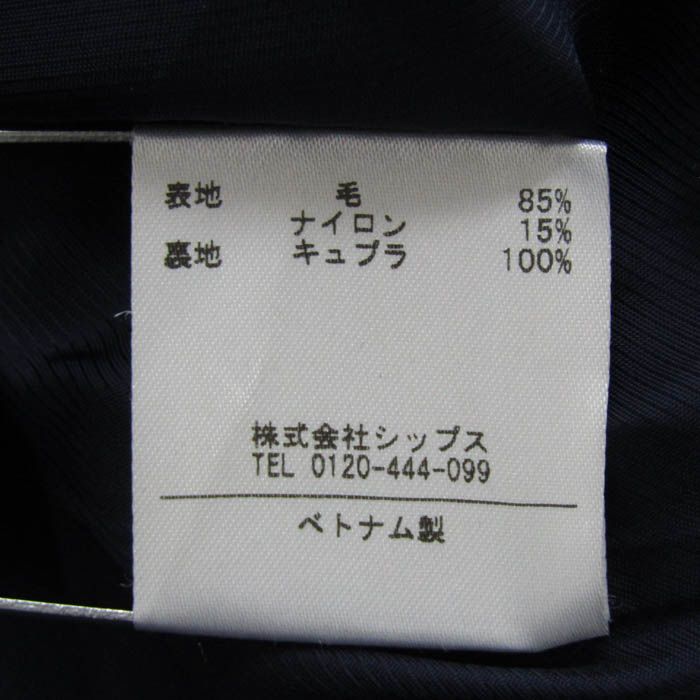 表地 毛 85%
ナイロン 15%
裏地 キュプラ 100%
株式会社シップス
TEL 0120-444-099
ベトナム製